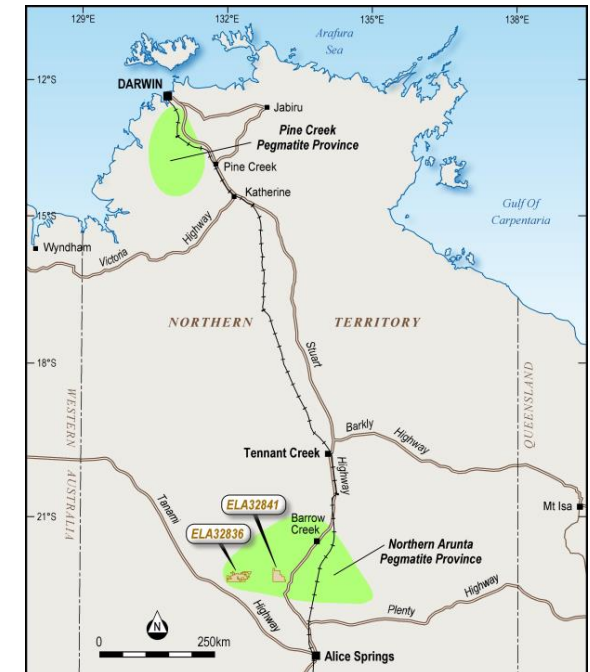 129°E
132°E
135°E
138°E
Arafura
Sea
12°S
DARWIN
Jabiru
Pine Creek
Pegmatite Province
Pine Creek
Katherine
15°S
Gulf Of
Carpentaria
Wyndham
Victoria
Highway
NORTHERN
TERRITORY
Stuart
18°S
WESTERN
AUSTRALIA
QUEENSLAND
Barkly
Highway
Tennant Creek
Highway
Mt Isa
Tanami
Highway
21°S
ELA32841
ELA32836
Barrow
Creek
Northern Arunta
Pegmatite Province
Plenty
Highway
N
0
250km
Alice Springs